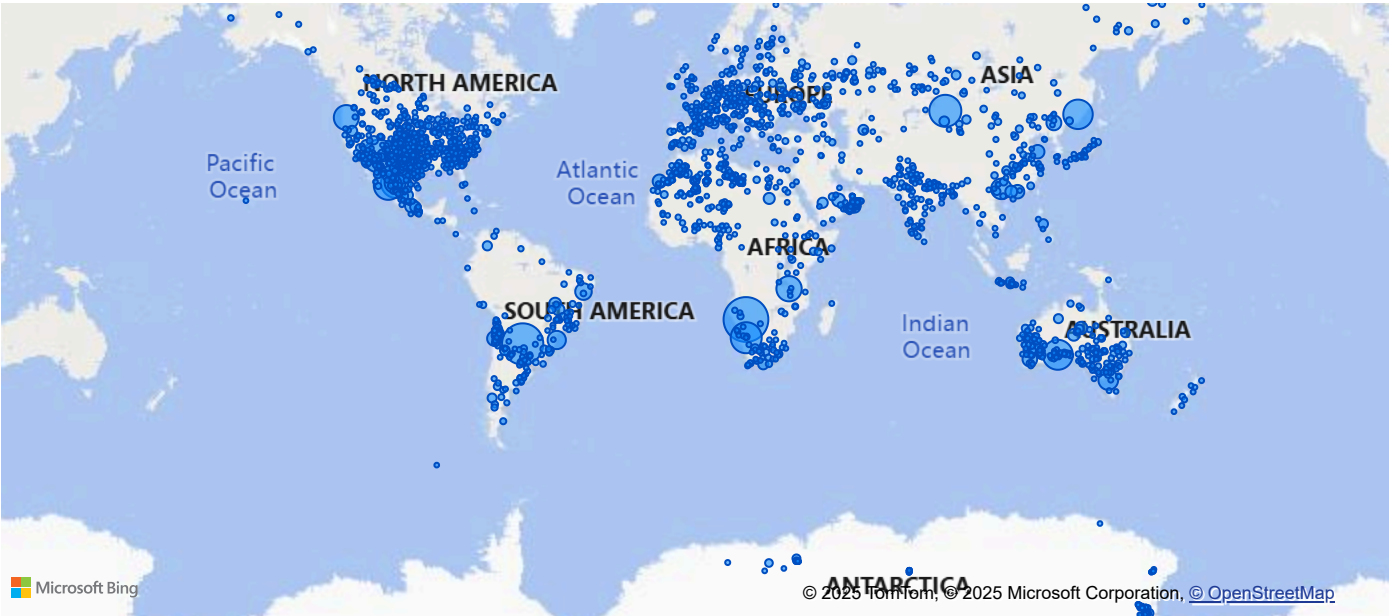 NORTH AMERICA
EUROPE
ASIA
Pacific
Ocean
Atlantic
Ocean
AFRICA
SOUTH AMERICA
Indian
Ocean
AUSTRALIA
ANTARCTICA
Microsoft Bing
© 2025 TomTom, © 2025 Microsoft Corporation, © OpenStreetMap